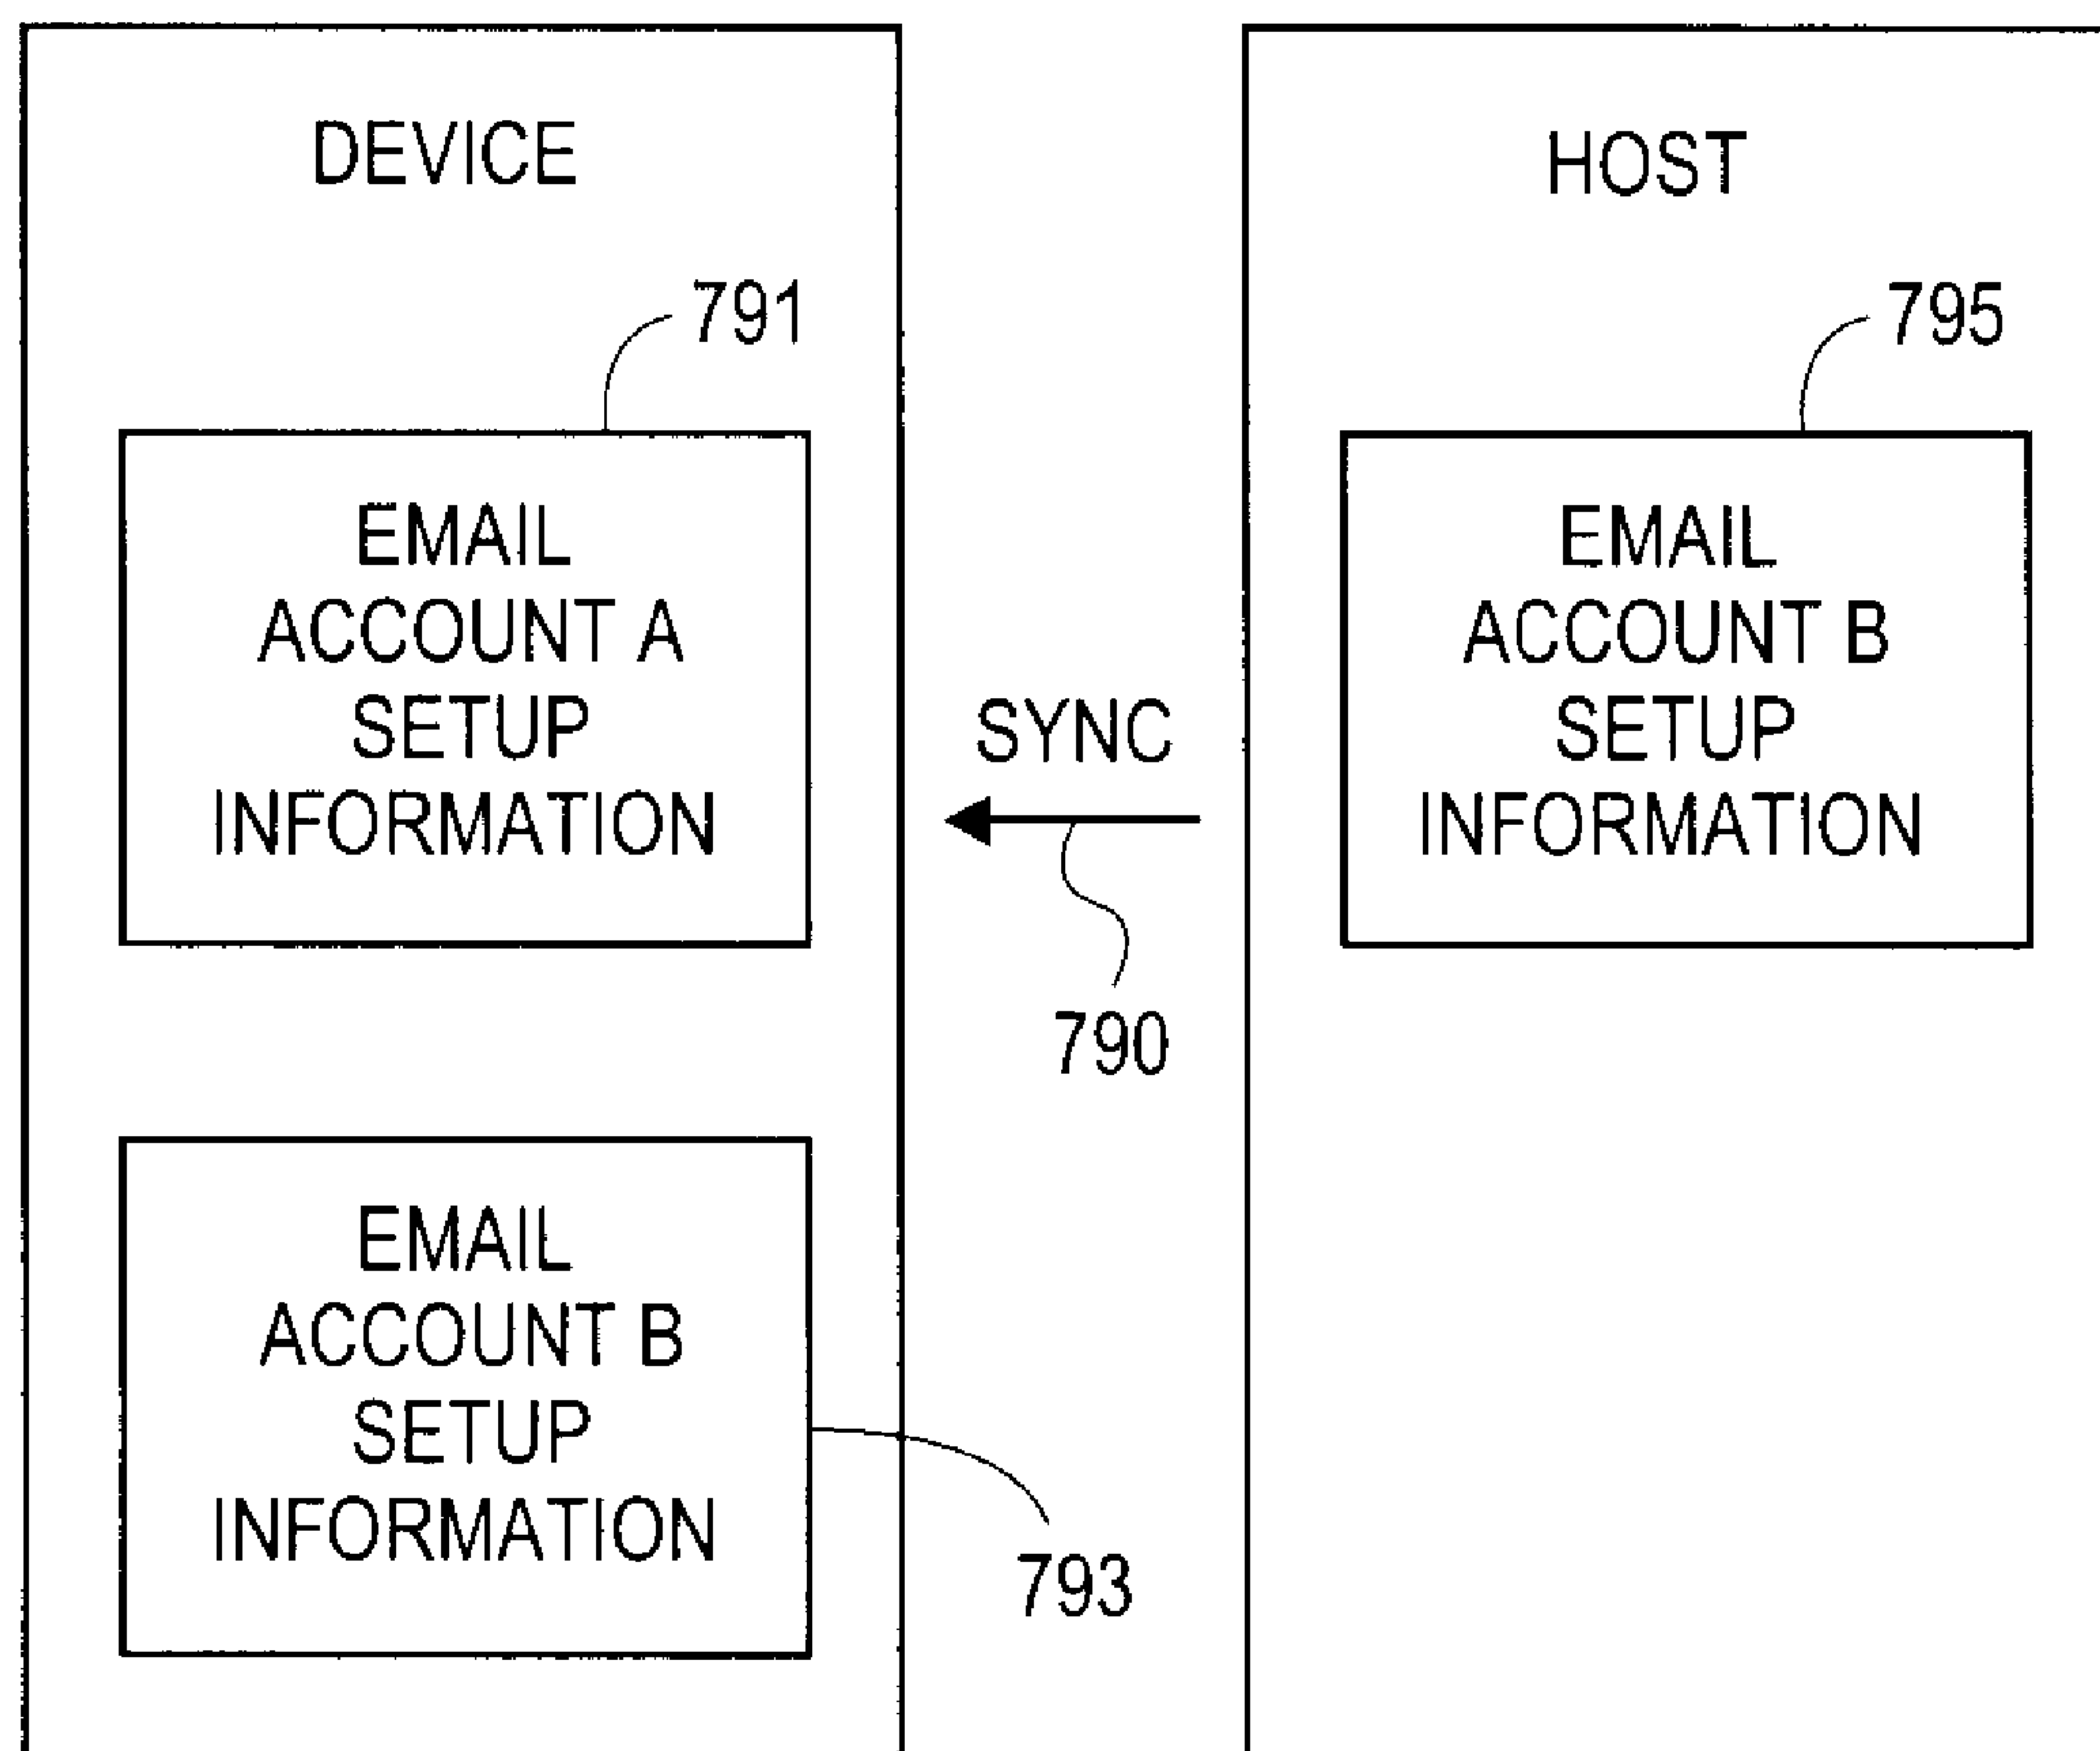 DEVICE
791
EMAIL
ACCOUNT A
SETUP
INFORMATION
EMAIL
ACCOUNT B
SETUP
INFORMATION
793
SYNC
790
HOST
795
EMAIL
ACCOUNT B
SETUP
INFORMATION